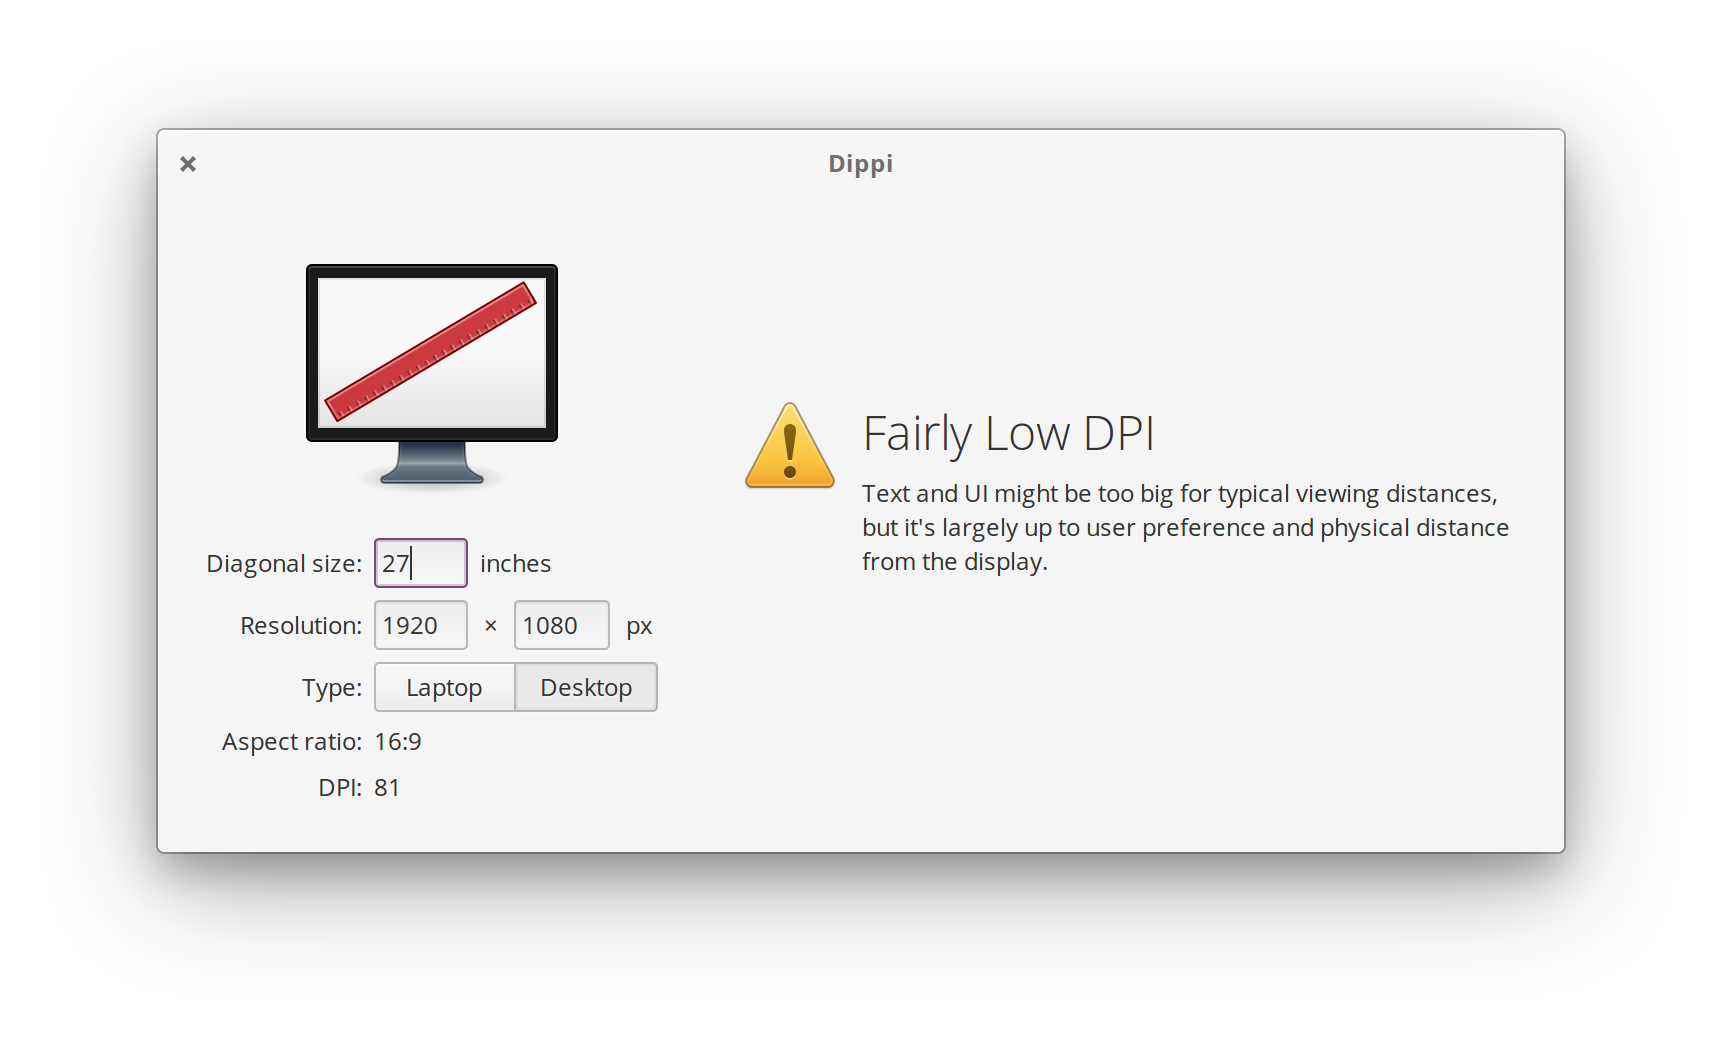 Dippi
Diagonal size: 27 inches
Resolution: 1920 × 1080 px
Type: Laptop Desktop
Aspect ratio: 16:9
DPI: 81
Fairly Low DPI
Text and UI might be too big for typical viewing distances,
but it's largely up to user preference and physical distance
from the display.